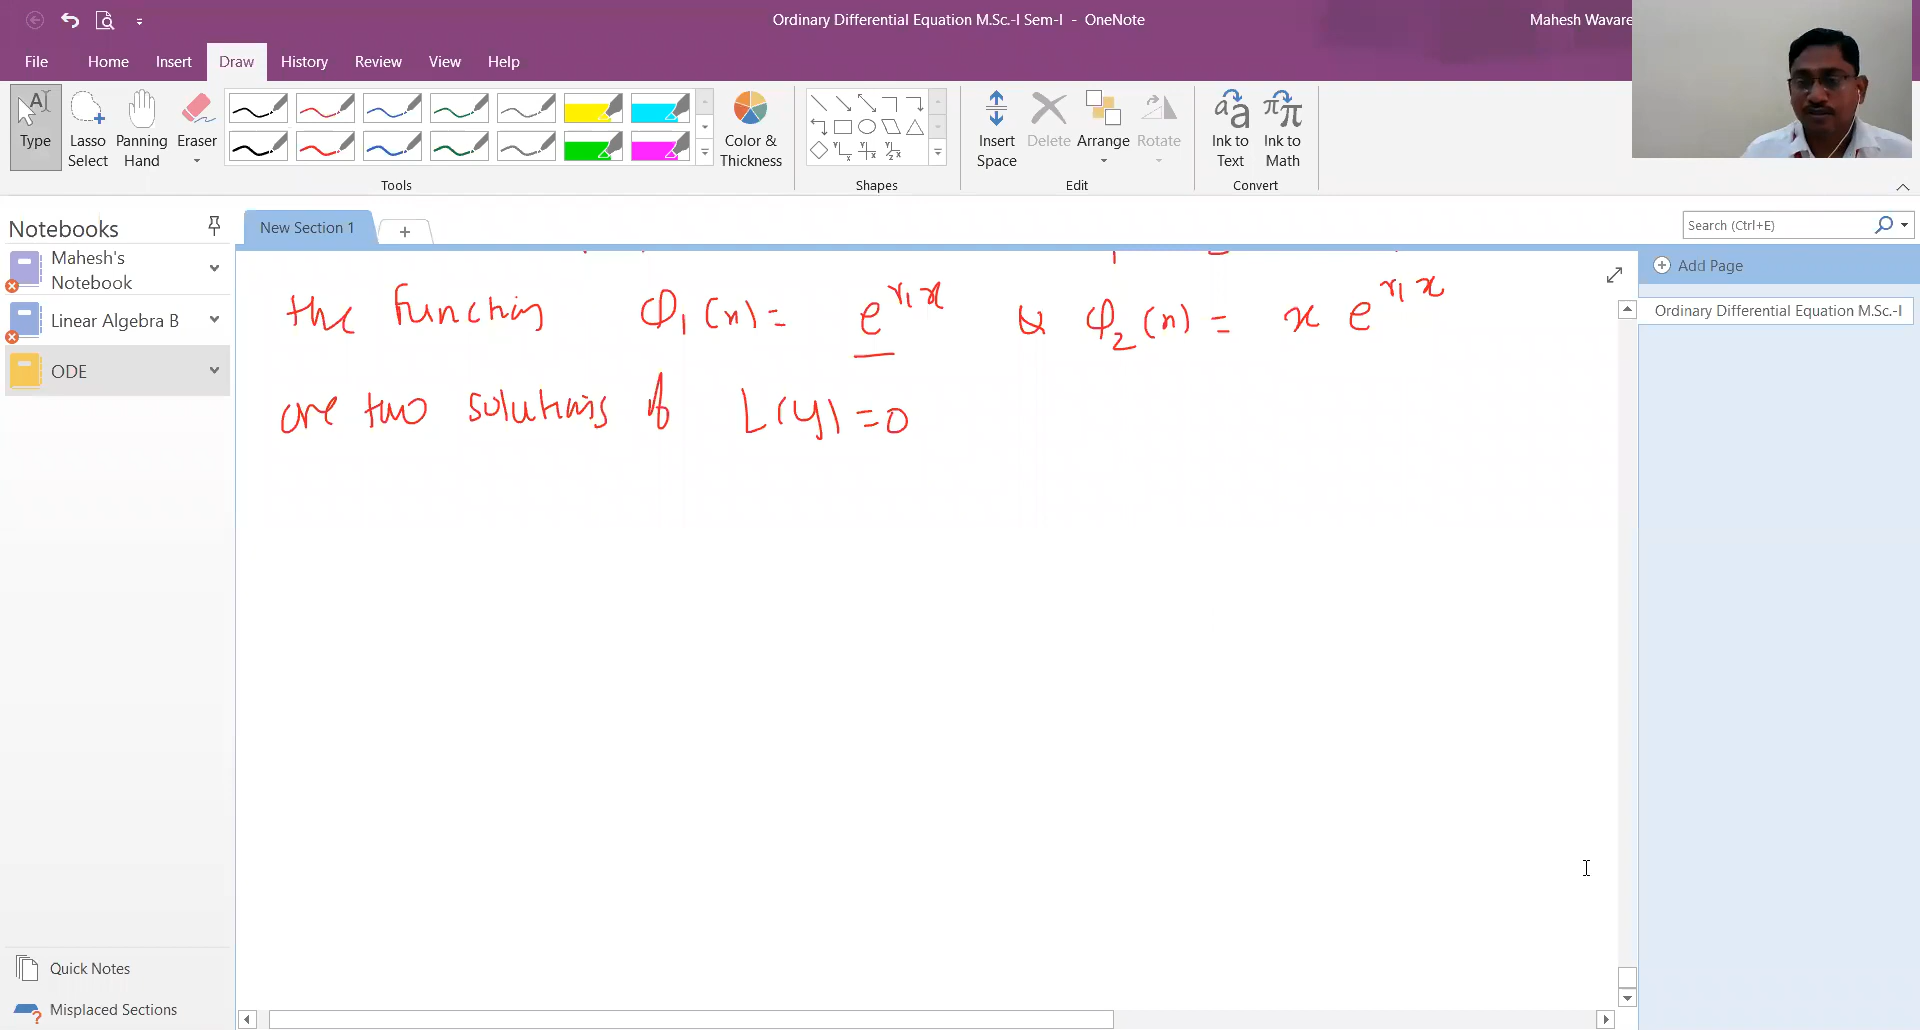 Ordinary Differential Equation M.Sc.-I Sem-I - OneNote
Mahesh Wavare
File Home Insert Draw History Review View Help
Type
Lasso Select
Panning Hand
Eraser
Color & Thickness
Insert Space
Delete
Arrange
Rotate
Ink to Text
Ink to Math
Tools
Shapes
Edit
Convert
Notebooks
Mahesh's Notebook
Linear Algebra B
ODE
Quick Notes
Misplaced Sections
New Section 1
Search (Ctrl+E)
Add Page
Ordinary Differential Equation M.Sc.-I
the functions φ₁(x) = e^{r₁x} & φ₂(x) = x e^{r₁x}
are two solutions of L(y) = 0